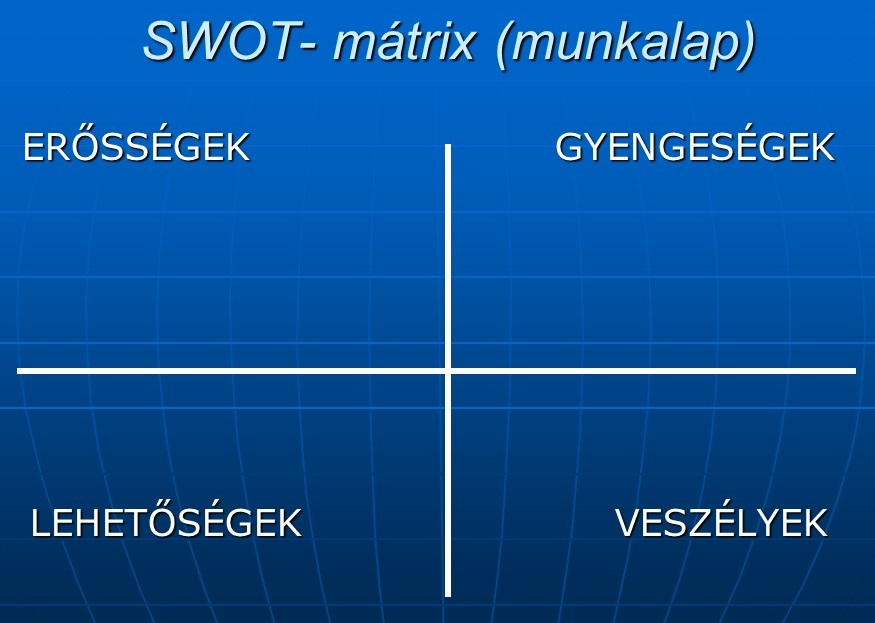 SWOT- mátrix (munkalap)
ERŐSSÉGEK
GYENGESÉGEK
LEHETŐSÉGEK
VESZÉLYEK